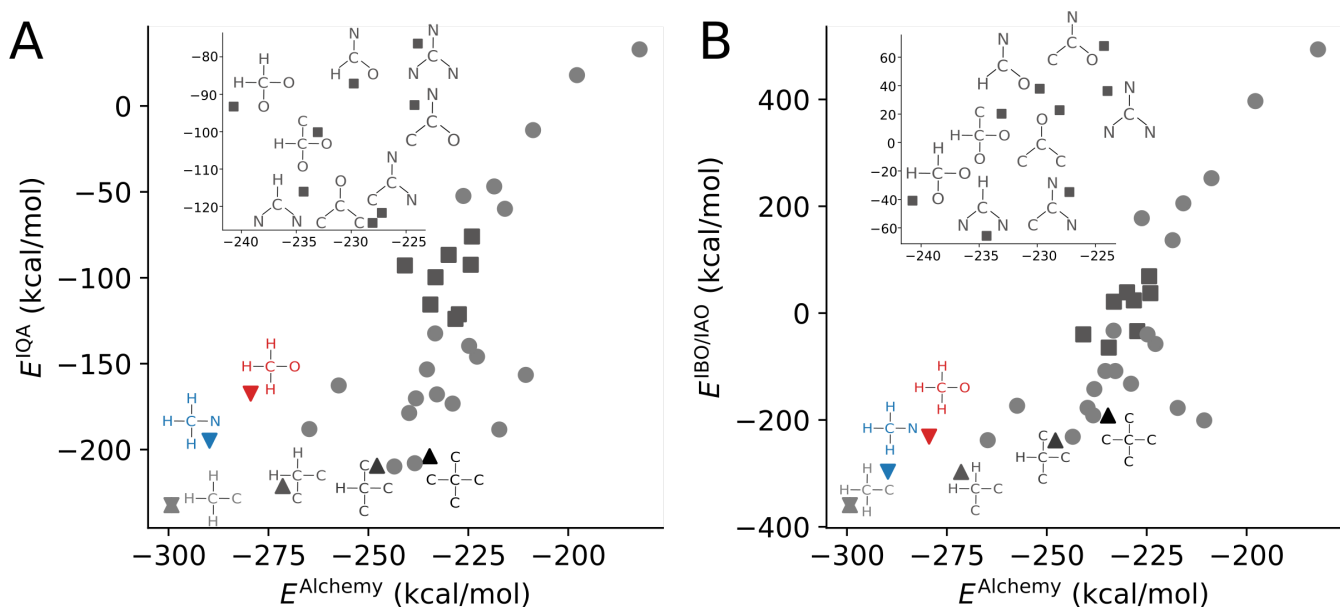 A
E^IQA (kcal/mol)
0
−50
−100
−150
−200
−300
−275
−250
−225
−200
E^Alchemy (kcal/mol)
−80
−90
−100
−110
−120
−240
−235
−230
−225
H
H C O
O
N
C
H O
N
C
N N
C
H C O
O
N
C
C O
H
C
N N
O
C
C C
N
C
C N
H
H C O
H
H
H C N
H
H
H C C
H
H
H C C
C
C
H C C
C
C
C C C
C
B
E^IBO/IAO (kcal/mol)
400
200
0
−200
−400
−300
−275
−250
−225
−200
E^Alchemy (kcal/mol)
60
40
20
0
−20
−40
−60
−240
−235
−230
−225
N
C
H O
N
C
C O
N
C
N N
C
H C O
O
O
C
C C
H
H C O
O
H
C
N N
N
C
C N
H
H C O
H
H
H C N
H
H
H C C
H
H
H C C
C
C
H C C
C
C
C C C
C